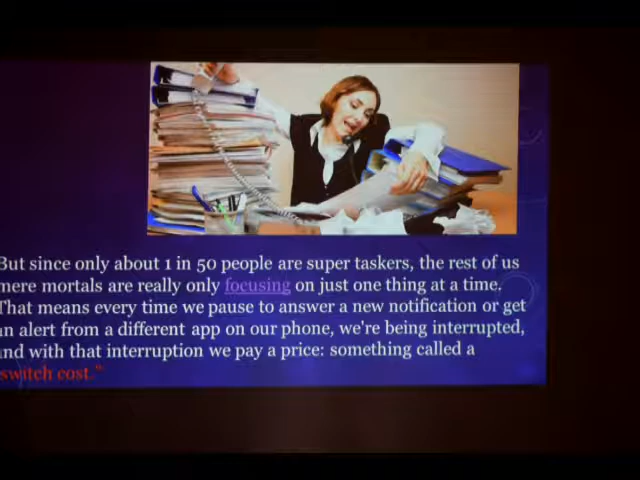 But since only about 1 in 50 people are super taskers, the rest of us
mere mortals are really only focusing on just one thing at a time.
That means every time we pause to answer a new notification or get
an alert from a different app on our phone, we're being interrupted,
and with that interruption we pay a price: something called a
"switch cost."